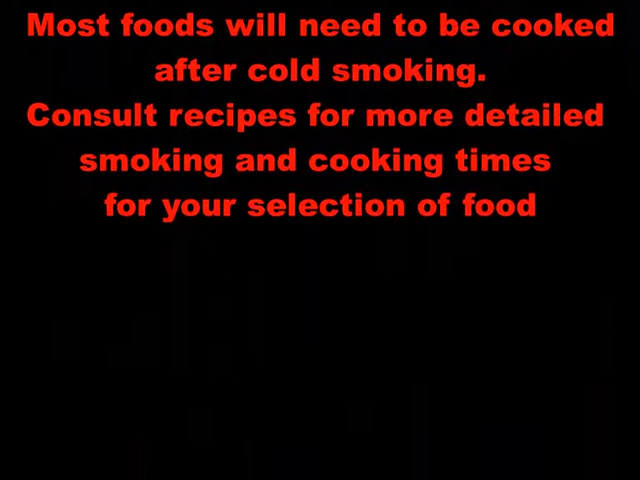 Most foods will need to be cooked
after cold smoking.
Consult recipes for more detailed
smoking and cooking times
for your selection of food